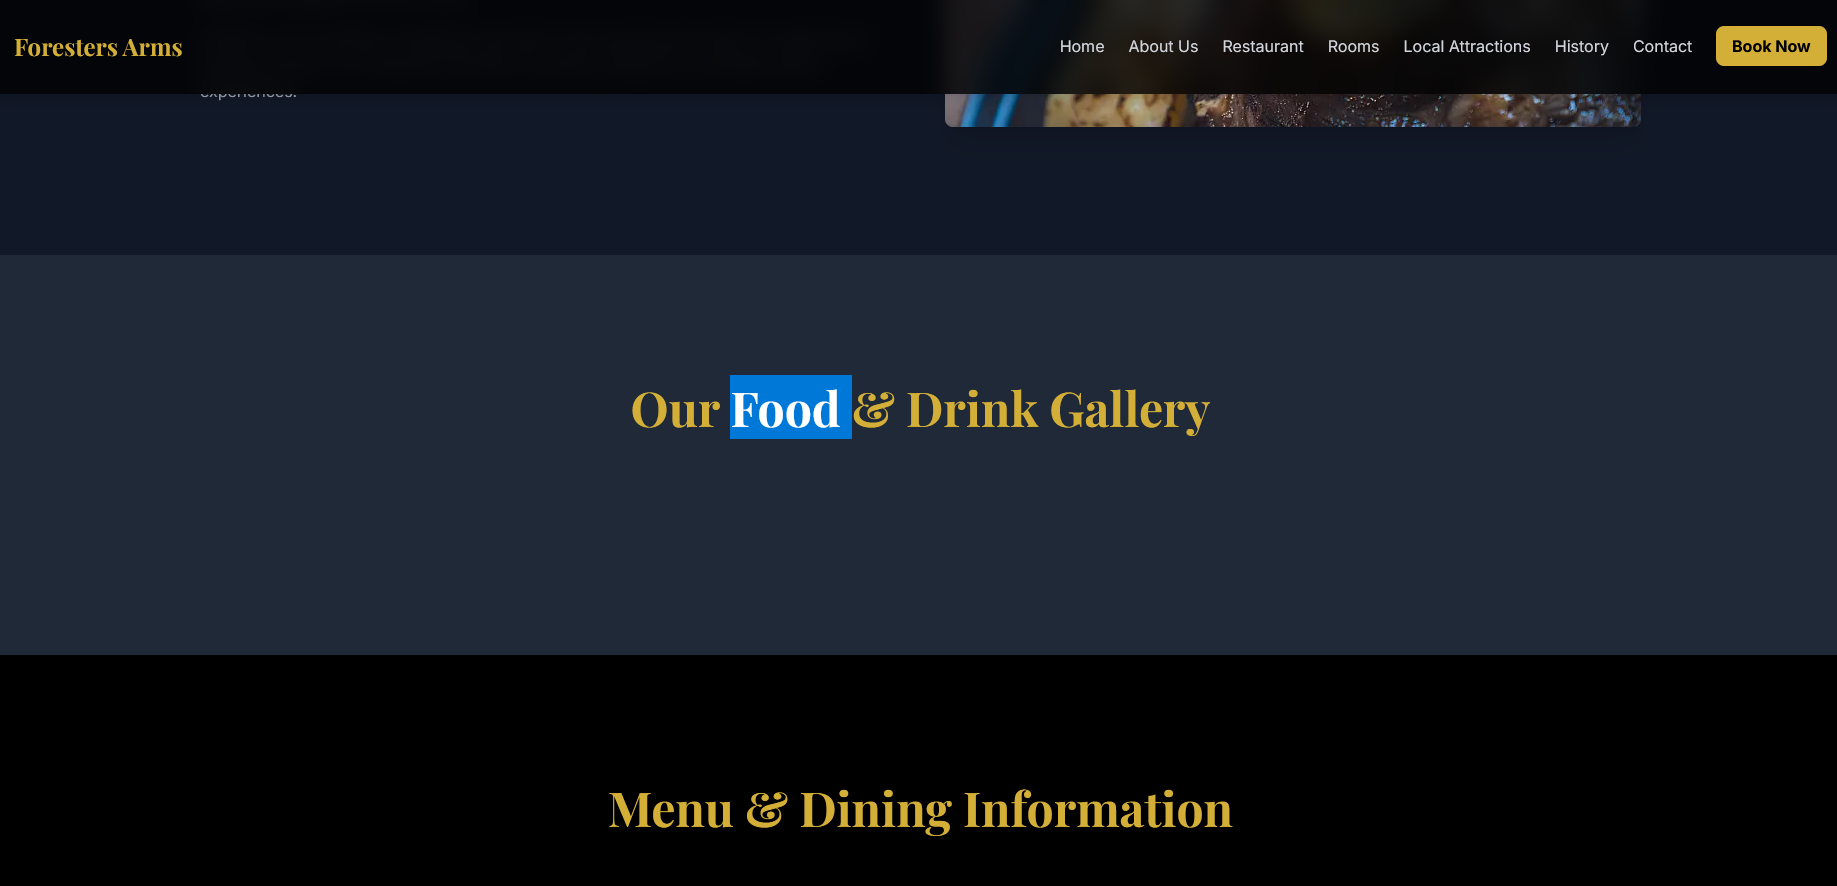 Foresters Arms
Home About Us Restaurant Rooms Local Attractions History Contact Book Now
experiences.
Our Food & Drink Gallery
Menu & Dining Information